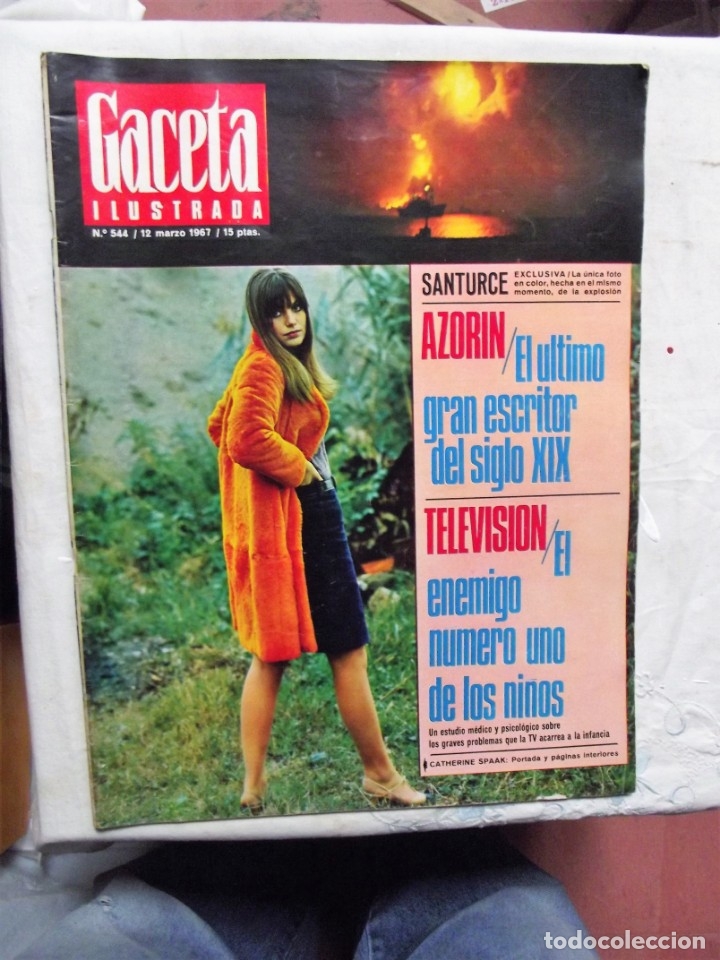 Gaceta
ILUSTRADA
N.º 544 / 12 marzo 1967 / 15 ptas.
SANTURCE
EXCLUSIVA / La única foto
en color, hecha en el mismo
momento, de la explosión
AZORIN / El ultimo
gran escritor
del siglo XIX
TELEVISION / El
enemigo
numero uno
de los niños
Un estudio médico y psicológico sobre
los graves problemas que la TV acarrea a la infancia
CATHERINE SPAAK: Portada y páginas interiores
todocoleccion